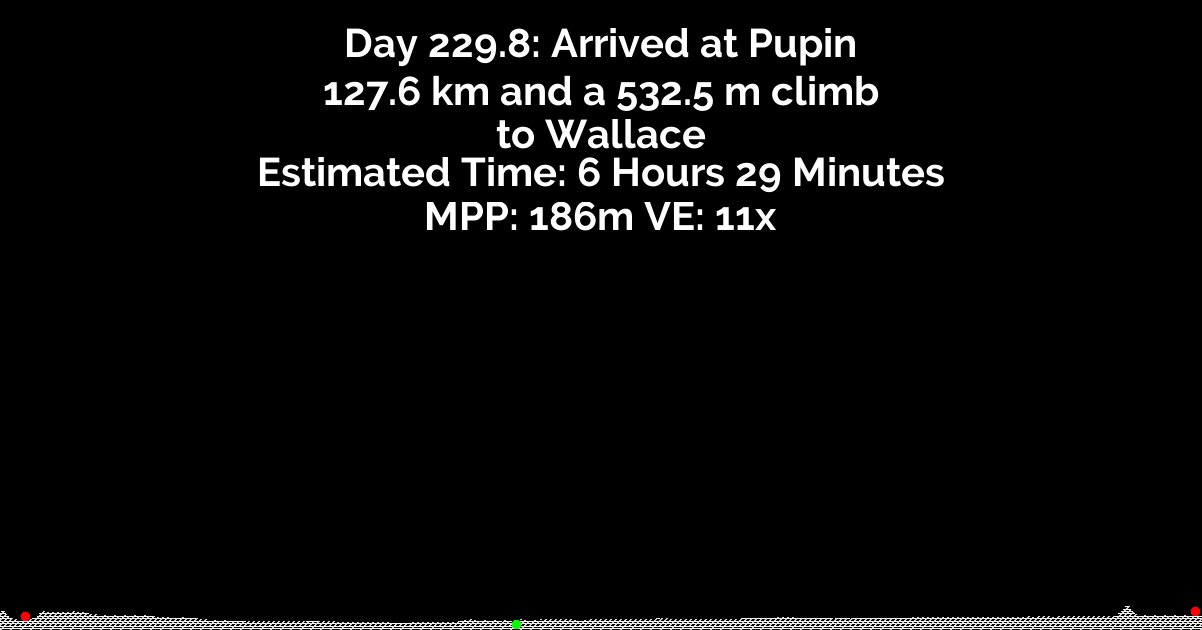 Day 229.8: Arrived at Pupin
127.6 km and a 532.5 m climb
to Wallace
Estimated Time: 6 Hours 29 Minutes
MPP: 186m VE: 11x